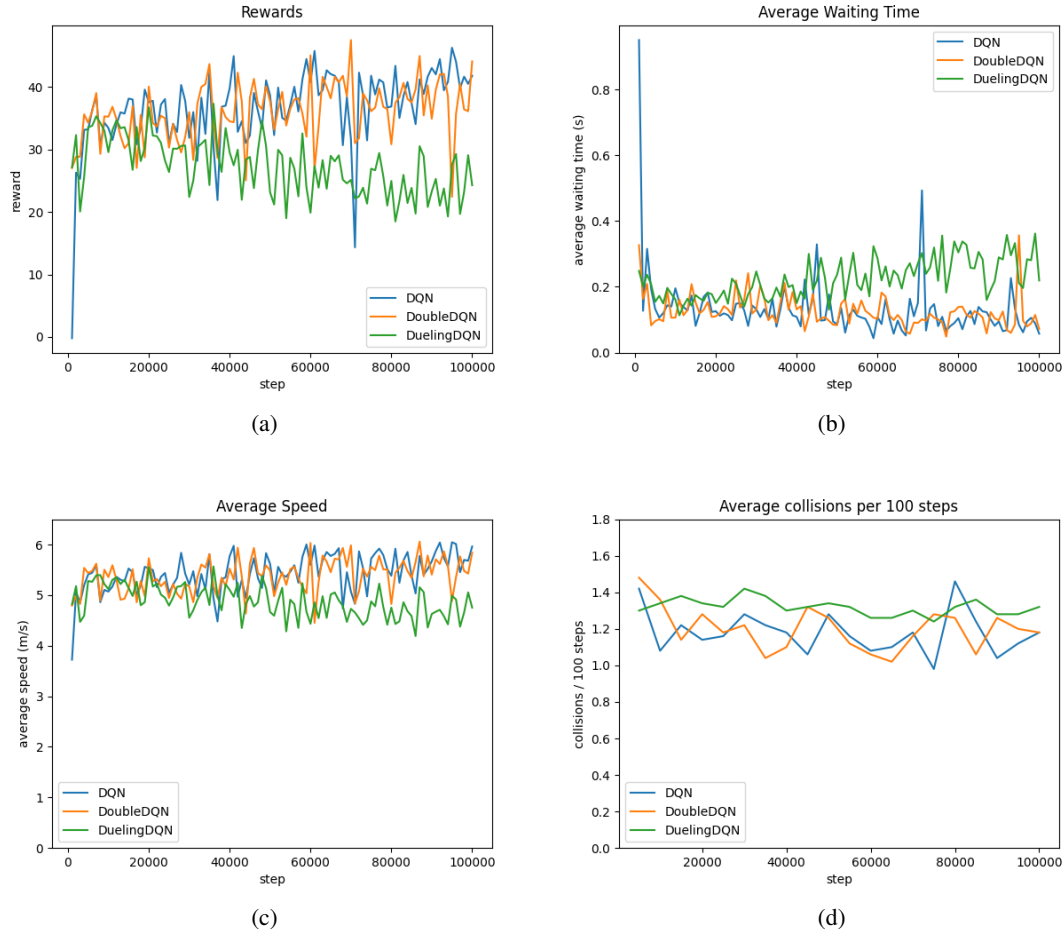 Rewards
reward
40
30
20
10
0
DQN
DoubleDQN
DuelingDQN
0 20000 40000 60000 80000 100000
step
(a)
Average Waiting Time
average waiting time (s)
0.8
0.6
0.4
0.2
0.0
DQN
DoubleDQN
DuelingDQN
0 20000 40000 60000 80000 100000
step
(b)
Average Speed
average speed (m/s)
6
5
4
3
2
1
0
DQN
DoubleDQN
DuelingDQN
0 20000 40000 60000 80000 100000
step
(c)
Average collisions per 100 steps
collisions / 100 steps
1.8
1.6
1.4
1.2
1.0
0.8
0.6
0.4
0.2
0.0
DQN
DoubleDQN
DuelingDQN
20000 40000 60000 80000 100000
step
(d)